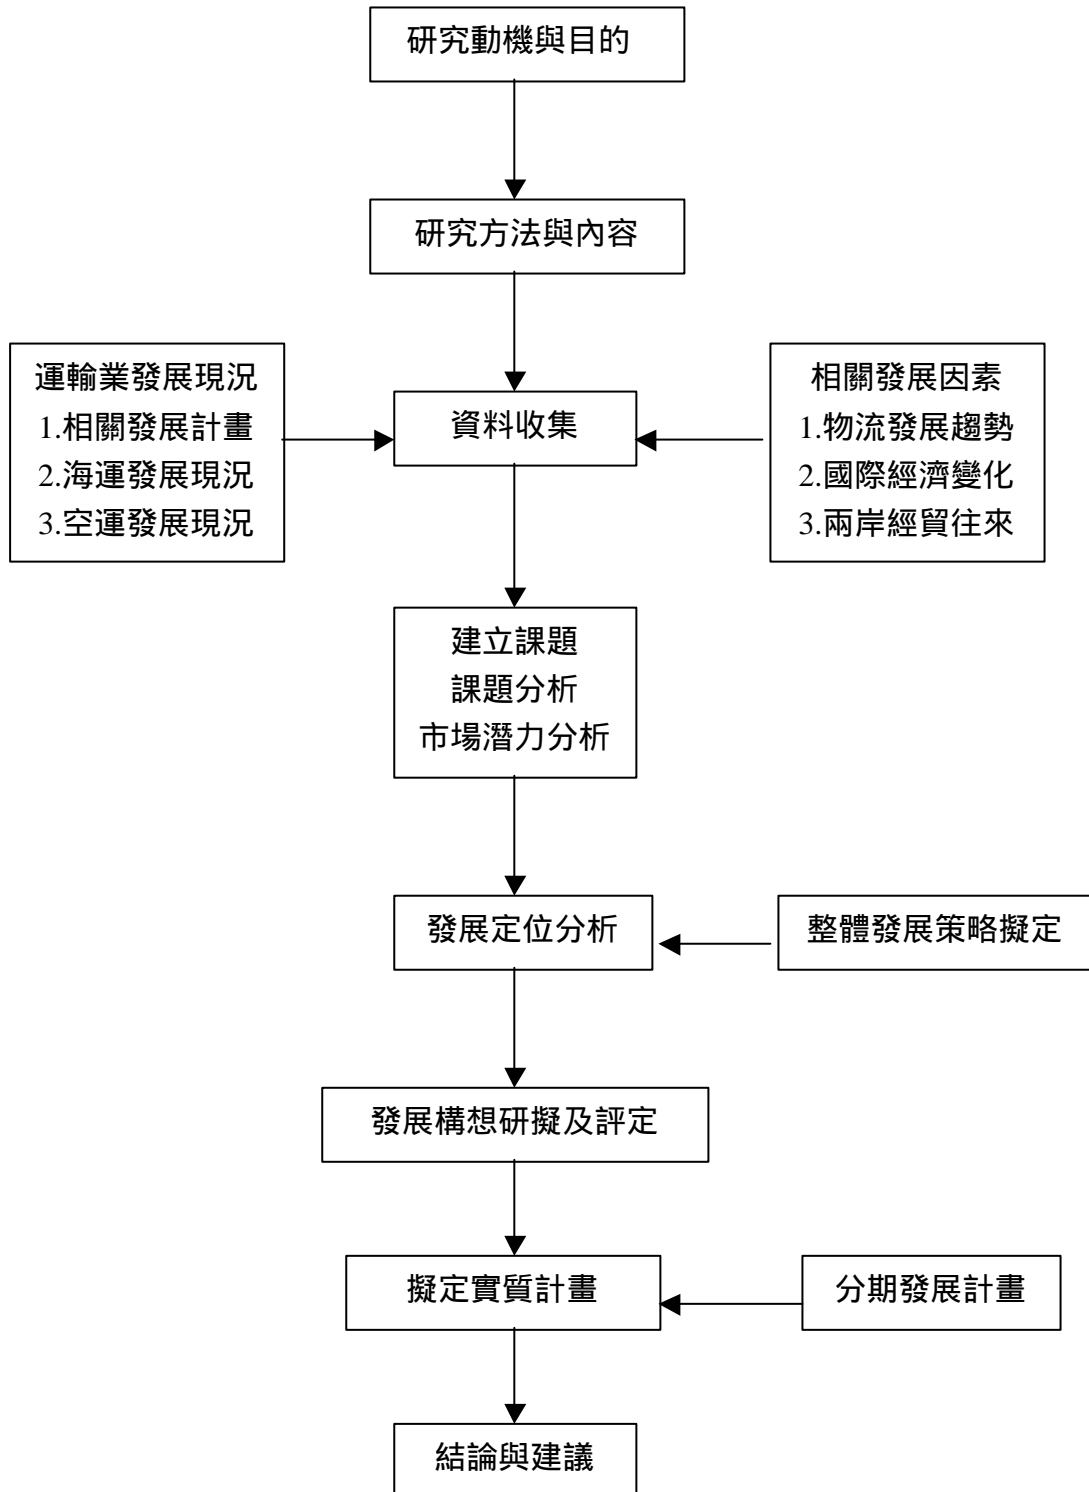 研究動機與目的
研究方法與內容
運輸業發展現況
1.相關發展計畫
2.海運發展現況
3.空運發展現況
資料收集
相關發展因素
1.物流發展趨勢
2.國際經濟變化
3.兩岸經貿往來
建立課題
課題分析
市場潛力分析
發展定位分析
整體發展策略擬定
發展構想研擬及評定
擬定實質計畫
分期發展計畫
結論與建議